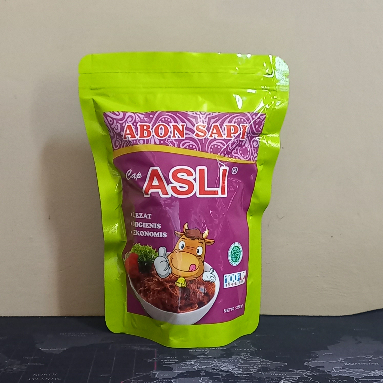 ABON SAPI
Cap
ASLI
LEZAT
HIGIENIS
EKONOMIS